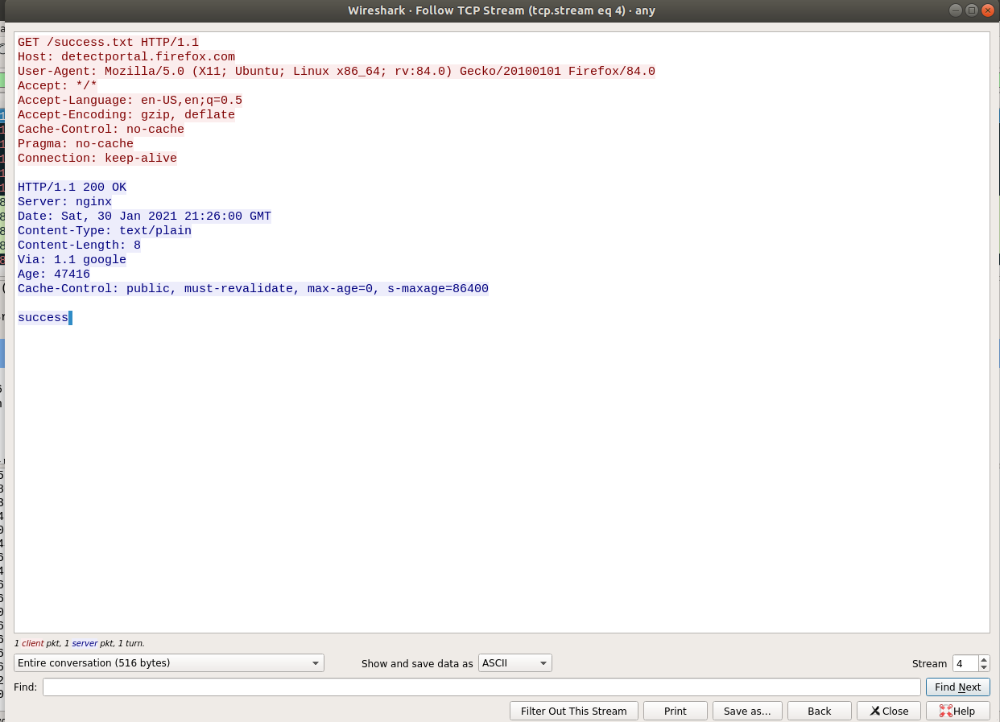 Wireshark · Follow TCP Stream (tcp.stream eq 4) · any
GET /success.txt HTTP/1.1
Host: detectportal.firefox.com
User-Agent: Mozilla/5.0 (X11; Ubuntu; Linux x86_64; rv:84.0) Gecko/20100101 Firefox/84.0
Accept: */*
Accept-Language: en-US,en;q=0.5
Accept-Encoding: gzip, deflate
Cache-Control: no-cache
Pragma: no-cache
Connection: keep-alive

HTTP/1.1 200 OK
Server: nginx
Date: Sat, 30 Jan 2021 21:26:00 GMT
Content-Type: text/plain
Content-Length: 8
Via: 1.1 google
Age: 47416
Cache-Control: public, must-revalidate, max-age=0, s-maxage=86400

success
1 client pkt, 1 server pkt, 1 turn.
Entire conversation (516 bytes)
Show and save data as ASCII
Stream 4
Find:
Find Next
Filter Out This Stream
Print
Save as...
Back
Close
Help